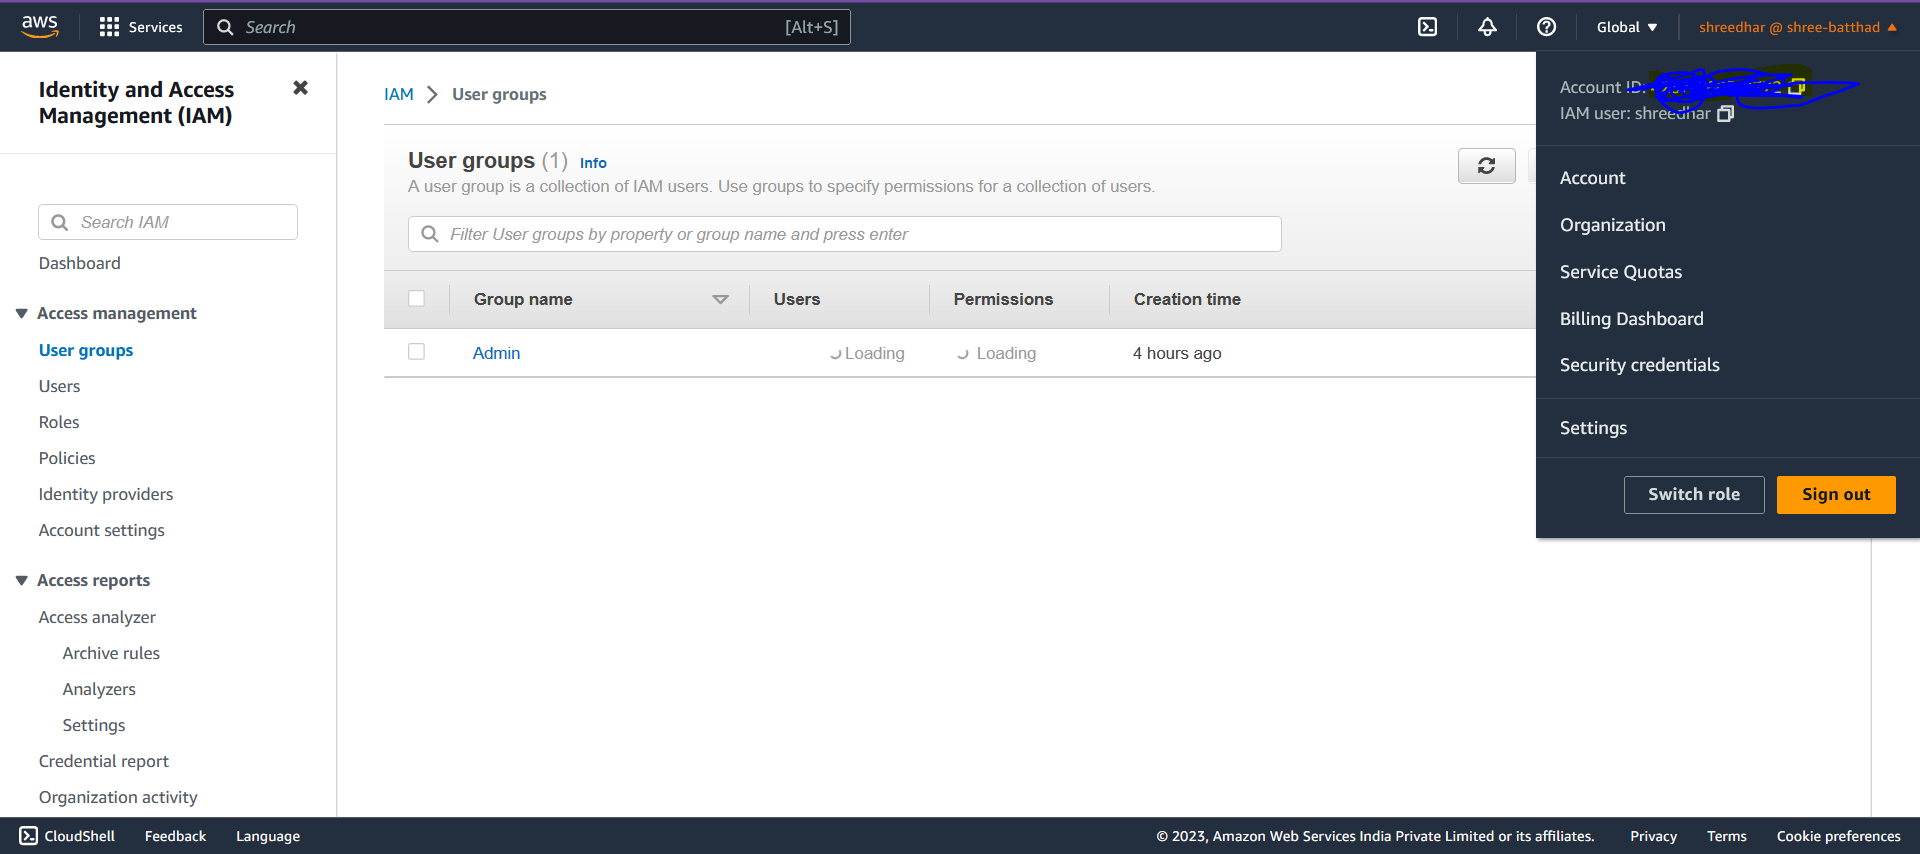 aws
Services
Search [Alt+S]
Global
shreedhar @ shree-batthad
Identity and Access
Management (IAM)
Search IAM
Dashboard
Access management
User groups
Users
Roles
Policies
Identity providers
Account settings
Access reports
Access analyzer
Archive rules
Analyzers
Settings
Credential report
Organization activity
IAM User groups
User groups (1) Info
A user group is a collection of IAM users. Use groups to specify permissions for a collection of users.
Filter User groups by property or group name and press enter
Group name Users Permissions Creation time
Admin Loading Loading 4 hours ago
Account ID:
IAM user: shreedhar
Account
Organization
Service Quotas
Billing Dashboard
Security credentials
Settings
Switch role Sign out
CloudShell Feedback Language © 2023, Amazon Web Services India Private Limited or its affiliates. Privacy Terms Cookie preferences